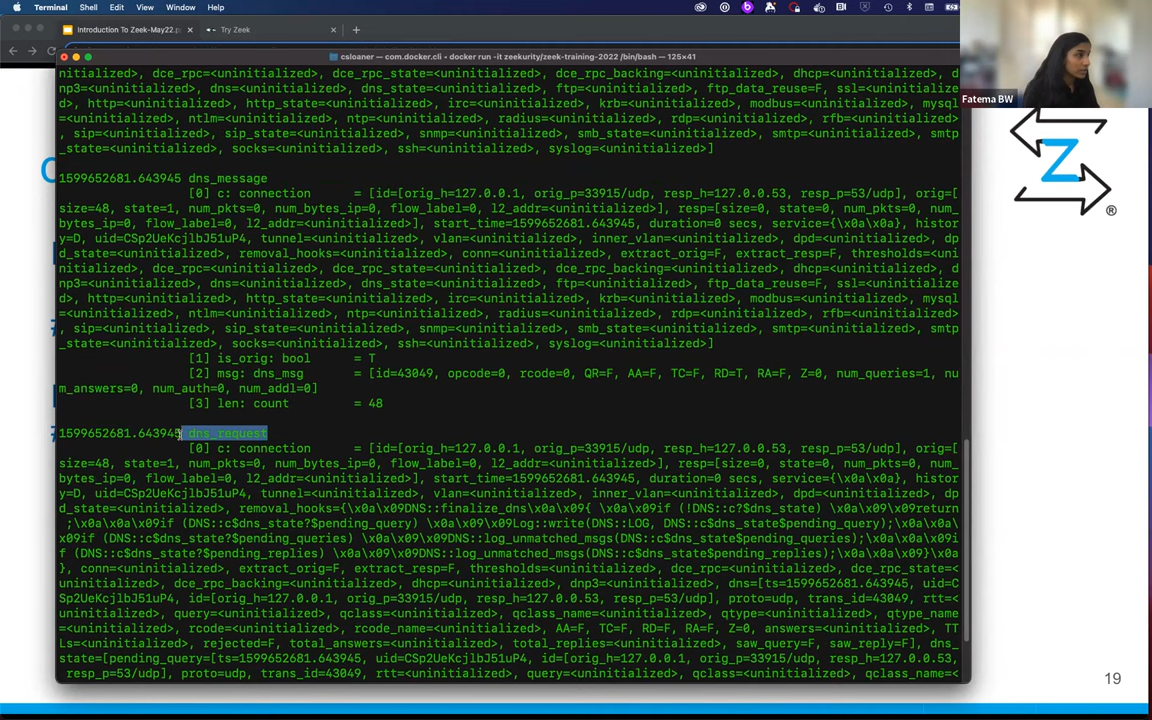 Terminal Shell Edit View Window Help
Introduction To Zeek-May22.p
Try Zeek
csloaner — com.docker.cli • docker run -it zeekurity/zeek-training-2022 /bin/bash — 125×41
Fatema BW
nitialized>, dce_rpc=<uninitialized>, dce_rpc_state=<uninitialized>, dce_rpc_backing=<uninitialized>, dhcp=<uninitialized>, d
np3=<uninitialized>, dns=<uninitialized>, dns_state=<uninitialized>, ftp=<uninitialized>, ftp_data_reuse=F, ssl=<uninitialize
d>, http=<uninitialized>, http_state=<uninitialized>, irc=<uninitialized>, krb=<uninitialized>, modbus=<uninitialized>, mysql
=<uninitialized>, ntlm=<uninitialized>, ntp=<uninitialized>, radius=<uninitialized>, rdp=<uninitialized>, rfb=<uninitialized>
, sip=<uninitialized>, sip_state=<uninitialized>, snmp=<uninitialized>, smb_state=<uninitialized>, smtp=<uninitialized>, smtp
_state=<uninitialized>, socks=<uninitialized>, ssh=<uninitialized>, syslog=<uninitialized>]
1599652681.643945 dns_message
[0] c: connection = [id=[orig_h=127.0.0.1, orig_p=33915/udp, resp_h=127.0.0.53, resp_p=53/udp], orig=[
size=48, state=1, num_pkts=0, num_bytes_ip=0, flow_label=0, l2_addr=<uninitialized>], resp=[size=0, state=0, num_pkts=0, num_
bytes_ip=0, flow_label=0, l2_addr=<uninitialized>], start_time=1599652681.643945, duration=0 secs, service={\x0a\x0a}, histor
y=D, uid=CSp2UeKcjlbJ51uP4, tunnel=<uninitialized>, vlan=<uninitialized>, inner_vlan=<uninitialized>, dpd=<uninitialized>, dp
d_state=<uninitialized>, removal_hooks=<uninitialized>, conn=<uninitialized>, extract_orig=F, extract_resp=F, thresholds=<uni
nitialized>, dce_rpc=<uninitialized>, dce_rpc_state=<uninitialized>, dce_rpc_backing=<uninitialized>, dhcp=<uninitialized>, d
np3=<uninitialized>, dns=<uninitialized>, dns_state=<uninitialized>, ftp=<uninitialized>, ftp_data_reuse=F, ssl=<uninitialize
d>, http=<uninitialized>, http_state=<uninitialized>, irc=<uninitialized>, krb=<uninitialized>, modbus=<uninitialized>, mysql
=<uninitialized>, ntlm=<uninitialized>, ntp=<uninitialized>, radius=<uninitialized>, rdp=<uninitialized>, rfb=<uninitialized>
, sip=<uninitialized>, sip_state=<uninitialized>, snmp=<uninitialized>, smb_state=<uninitialized>, smtp=<uninitialized>, smtp
_state=<uninitialized>, socks=<uninitialized>, ssh=<uninitialized>, syslog=<uninitialized>]
[1] is_orig: bool = T
[2] msg: dns_msg = [id=43049, opcode=0, rcode=0, QR=F, AA=F, TC=F, RD=T, RA=F, Z=0, num_queries=1, nu
m_answers=0, num_auth=0, num_addl=0]
[3] len: count = 48
1599652681.643945 dns_request
[0] c: connection = [id=[orig_h=127.0.0.1, orig_p=33915/udp, resp_h=127.0.0.53, resp_p=53/udp], orig=[
size=48, state=1, num_pkts=0, num_bytes_ip=0, flow_label=0, l2_addr=<uninitialized>], resp=[size=0, state=0, num_pkts=0, num_
bytes_ip=0, flow_label=0, l2_addr=<uninitialized>], start_time=1599652681.643945, duration=0 secs, service={\x0a\x0a}, histor
y=D, uid=CSp2UeKcjlbJ51uP4, tunnel=<uninitialized>, vlan=<uninitialized>, inner_vlan=<uninitialized>, dpd=<uninitialized>, dp
d_state=<uninitialized>, removal_hooks={\x0a\x09DNS::finalize_dns\x0a\x09{ \x0a\x09if (!DNS::c?$dns_state) \x0a\x09\x09return
;\x0a\x0a\x09if (DNS::c$dns_state?$pending_query) \x0a\x09\x09Log::write(DNS::LOG, DNS::c$dns_state$pending_query);\x0a\x0a\
x09if (DNS::c$dns_state?$pending_queries) \x0a\x09\x09DNS::log_unmatched_msgs(DNS::c$dns_state$pending_queries);\x0a\x0a\x09i
f (DNS::c$dns_state?$pending_replies) \x0a\x09\x09DNS::log_unmatched_msgs(DNS::c$dns_state$pending_replies);\x0a\x09}\x0a
}, conn=<uninitialized>, extract_orig=F, extract_resp=F, thresholds=<uninitialized>, dce_rpc=<uninitialized>, dce_rpc_state=<
uninitialized>, dce_rpc_backing=<uninitialized>, dhcp=<uninitialized>, dnp3=<uninitialized>, dns=[ts=1599652681.643945, uid=C
Sp2UeKcjlbJ51uP4, id=[orig_h=127.0.0.1, orig_p=33915/udp, resp_h=127.0.0.53, resp_p=53/udp], proto=udp, trans_id=43049, rtt=<
uninitialized>, query=<uninitialized>, qclass=<uninitialized>, qclass_name=<uninitialized>, qtype=<uninitialized>, qtype_name
=<uninitialized>, rcode=<uninitialized>, rcode_name=<uninitialized>, AA=F, TC=F, RD=F, RA=F, Z=0, answers=<uninitialized>, TT
Ls=<uninitialized>, rejected=F, total_answers=<uninitialized>, total_replies=<uninitialized>, saw_query=F, saw_reply=F], dns_
state=[pending_query=[ts=1599652681.643945, uid=CSp2UeKcjlbJ51uP4, id=[orig_h=127.0.0.1, orig_p=33915/udp, resp_h=127.0.0.53,
resp_p=53/udp], proto=udp, trans_id=43049, rtt=<uninitialized>, query=<uninitialized>, qclass=<uninitialized>, qclass_name=<
Z
®
19